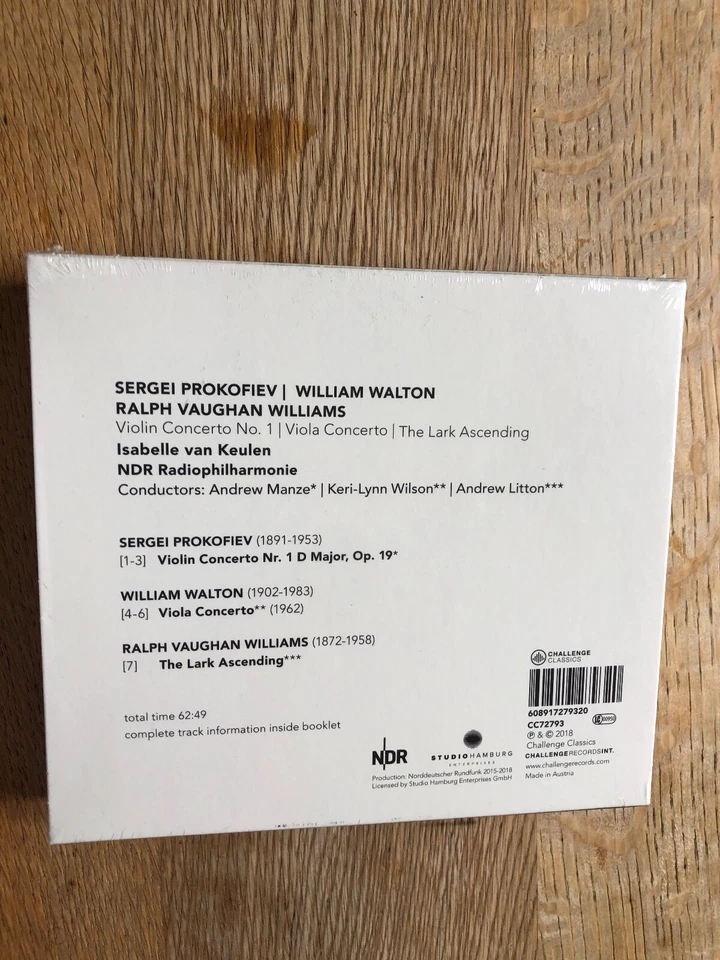 SERGEI PROKOFIEV | WILLIAM WALTON
RALPH VAUGHAN WILLIAMS
Violin Concerto No. 1 | Viola Concerto | The Lark Ascending
Isabelle van Keulen
NDR Radiophilharmonie
Conductors: Andrew Manze* | Keri-Lynn Wilson** | Andrew Litton***
SERGEI PROKOFIEV (1891-1953)
[1-3] Violin Concerto Nr. 1 D Major, Op. 19*
WILLIAM WALTON (1902-1983)
[4-6] Viola Concerto** (1962)
RALPH VAUGHAN WILLIAMS (1872-1958)
[7] The Lark Ascending***
total time 62:49
complete track information inside booklet
NDR
STUDIO HAMBURG
ENTERPRISES
Production: Norddeutscher Rundfunk 2015-2018
Licensed by Studio Hamburg Enterprises GmbH
CHALLENGE
CLASSICS
608917279320
CC72793
℗ & © 2018
Challenge Classics
CHALLENGERECORDSINT.
www.challengerecords.com
Made in Austria